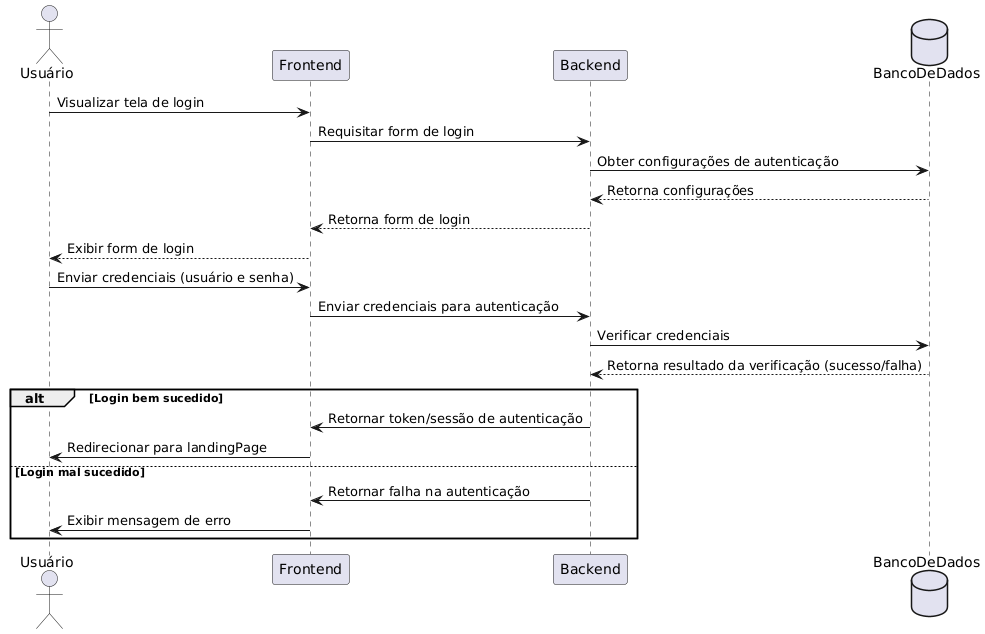 Usuário
Frontend
Backend
BancoDeDados
Visualizar tela de login
Requisitar form de login
Obter configurações de autenticação
Retorna configurações
Retorna form de login
Exibir form de login
Enviar credenciais (usuário e senha)
Enviar credenciais para autenticação
Verificar credenciais
Retorna resultado da verificação (sucesso/falha)
alt [Login bem sucedido]
Retornar token/sessão de autenticação
Redirecionar para landingPage
[Login mal sucedido]
Retornar falha na autenticação
Exibir mensagem de erro
Usuário
Frontend
Backend
BancoDeDados